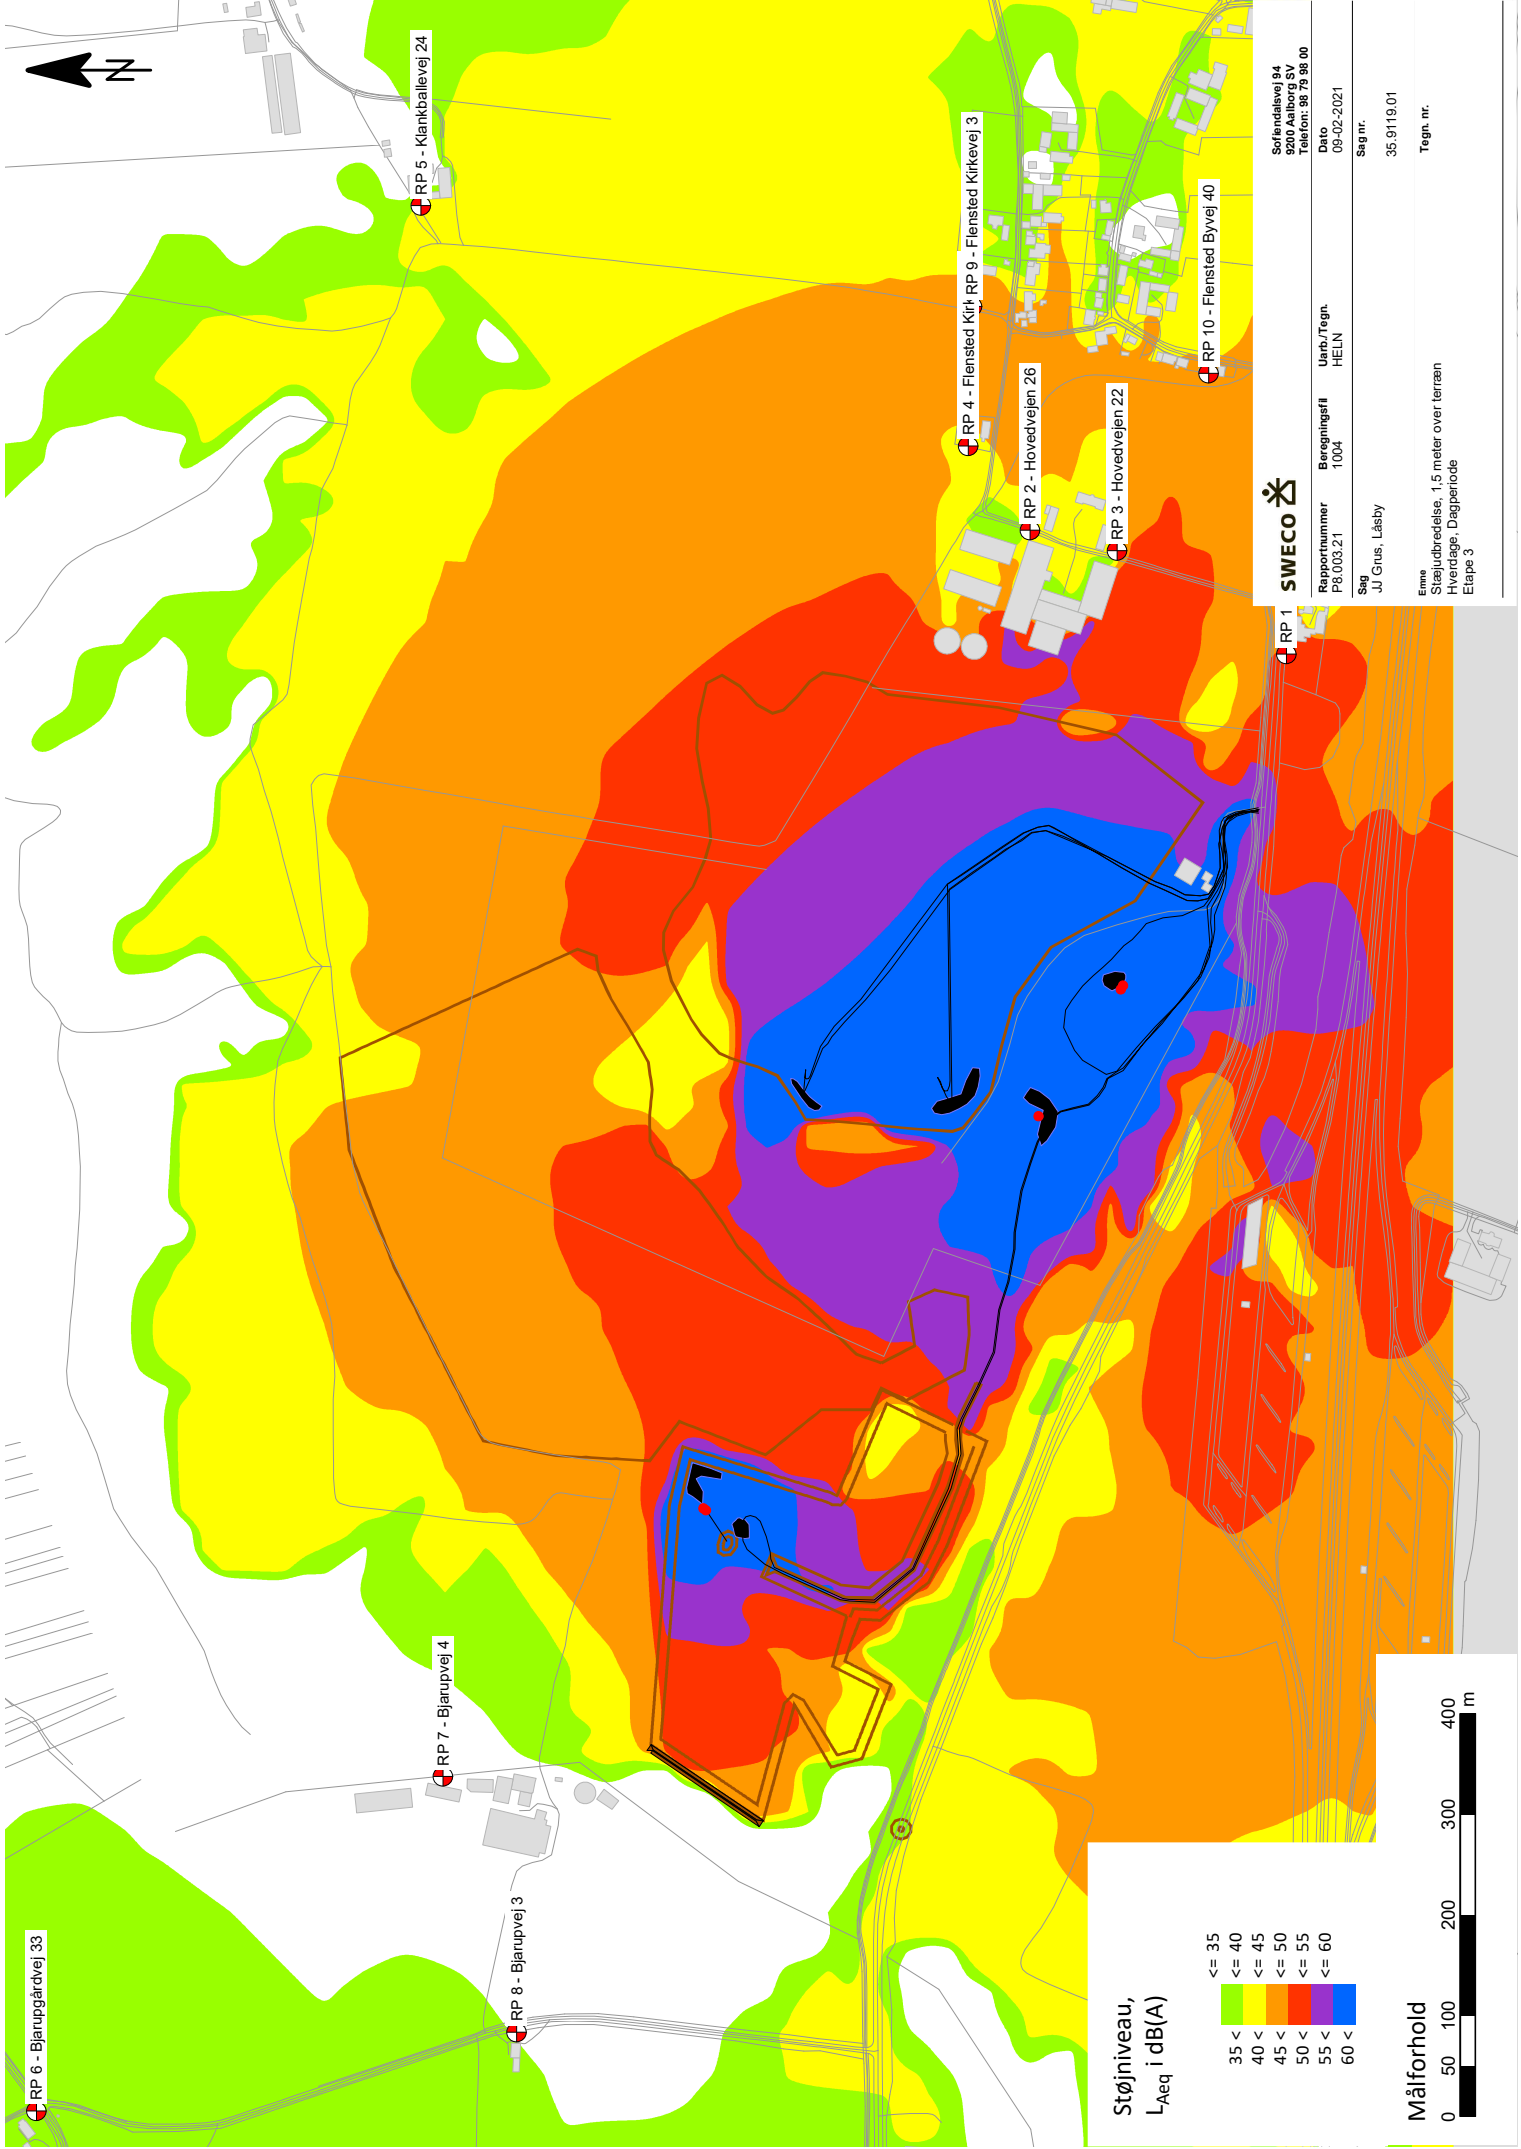 N
RP 6 - Bjarupgårdvej 33
RP 8 - Bjarupvej 3
RP 7 - Bjarupvej 4
RP 5 - Klankballevej 24
RP 4 - Flensted Kirk
RP 9 - Flensted Kirkevej 3
RP 2 - Hovedvejen 26
RP 3 - Hovedvejen 22
RP 10 - Flensted Byvej 40
RP 1
Støjniveau,
LAeq i dB(A)
<= 35
35 < <= 40
40 < <= 45
45 < <= 50
50 < <= 55
55 < <= 60
60 <
Målforhold
0 50 100 200 300 400
m
SWECO
Sofiendalsvej 94
9200 Aalborg SV
Telefon: 98 79 98 00
Rapportnummer Beregningsfil Uarb./Tegn. Dato
P8.003.21 1004 HELN 09-02-2021
Sag Sag nr.
JJ Grus, Låsby 35.9119.01
Emne Tegn. nr.
Støjudbredelse, 1,5 meter over terræn
Hverdage, Dagperiode
Etape 3